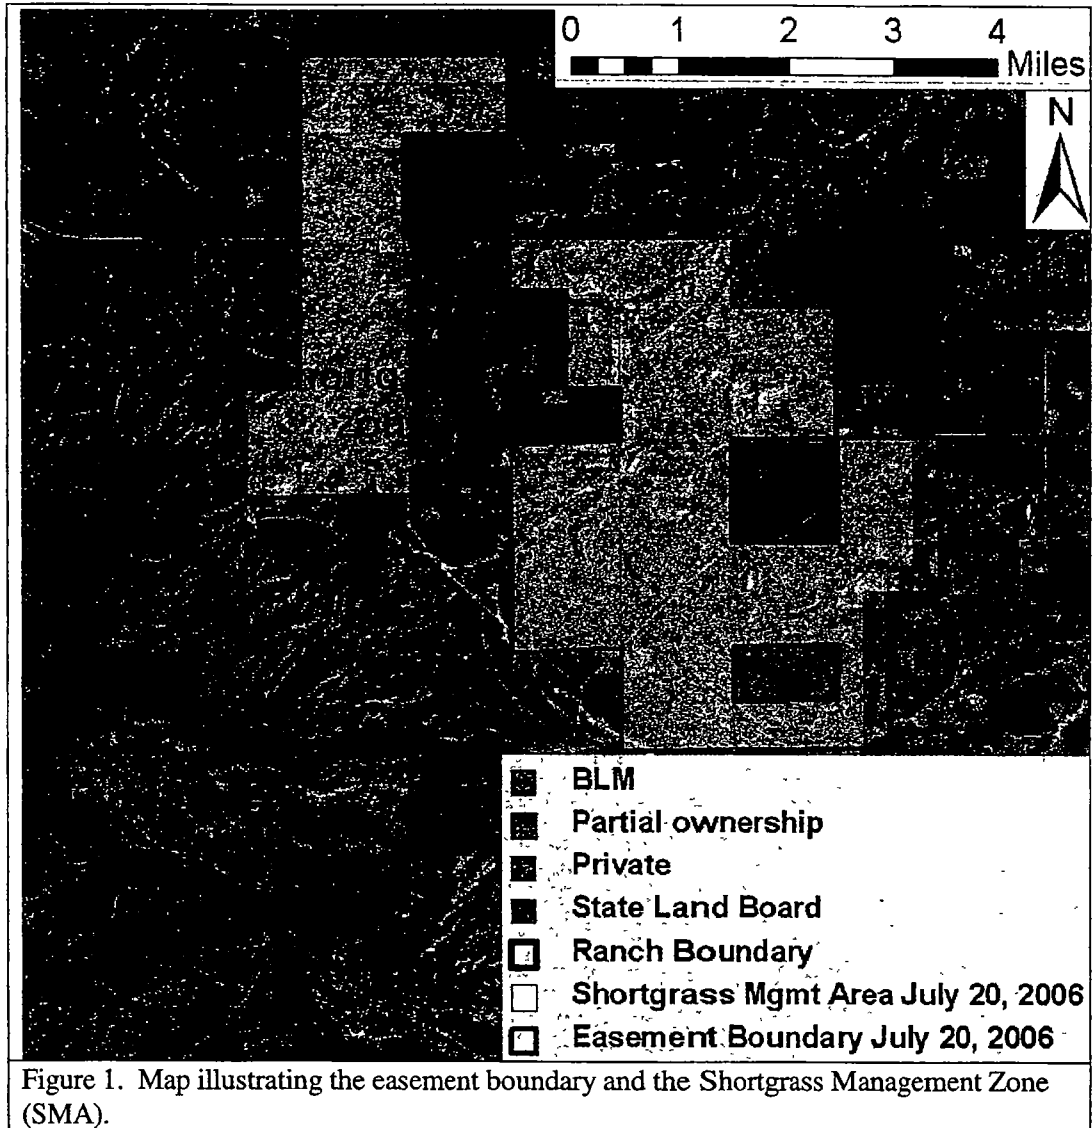 0 1 2 3 4
Miles
N
BLM
Partial ownership
Private
State Land Board
Ranch Boundary
Shortgrass Mgmt Area July 20, 2006
Easement Boundary July 20, 2006
Figure 1. Map illustrating the easement boundary and the Shortgrass Management Zone
(SMA).